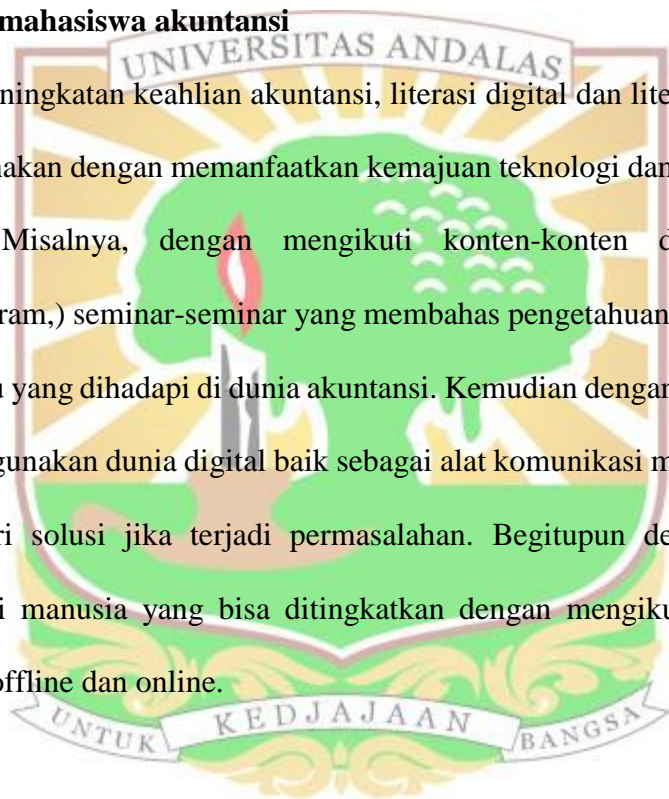 mahasiswa akuntansi
UNIVERSITAS ANDALAS
ningkatan keahlian akuntansi, literasi digital dan lite
akan dengan memanfaatkan kemajuan teknologi dan
Misalnya, dengan mengikuti konten-konten d
ram,) seminar-seminar yang membahas pengetahuan
u yang dihadapi di dunia akuntansi. Kemudian dengan
gunakan dunia digital baik sebagai alat komunikasi m
ri solusi jika terjadi permasalahan. Begitupun de
i manusia yang bisa ditingkatkan dengan mengiku
offline dan online.
UNTUK KEDJAJAAN BANGSA